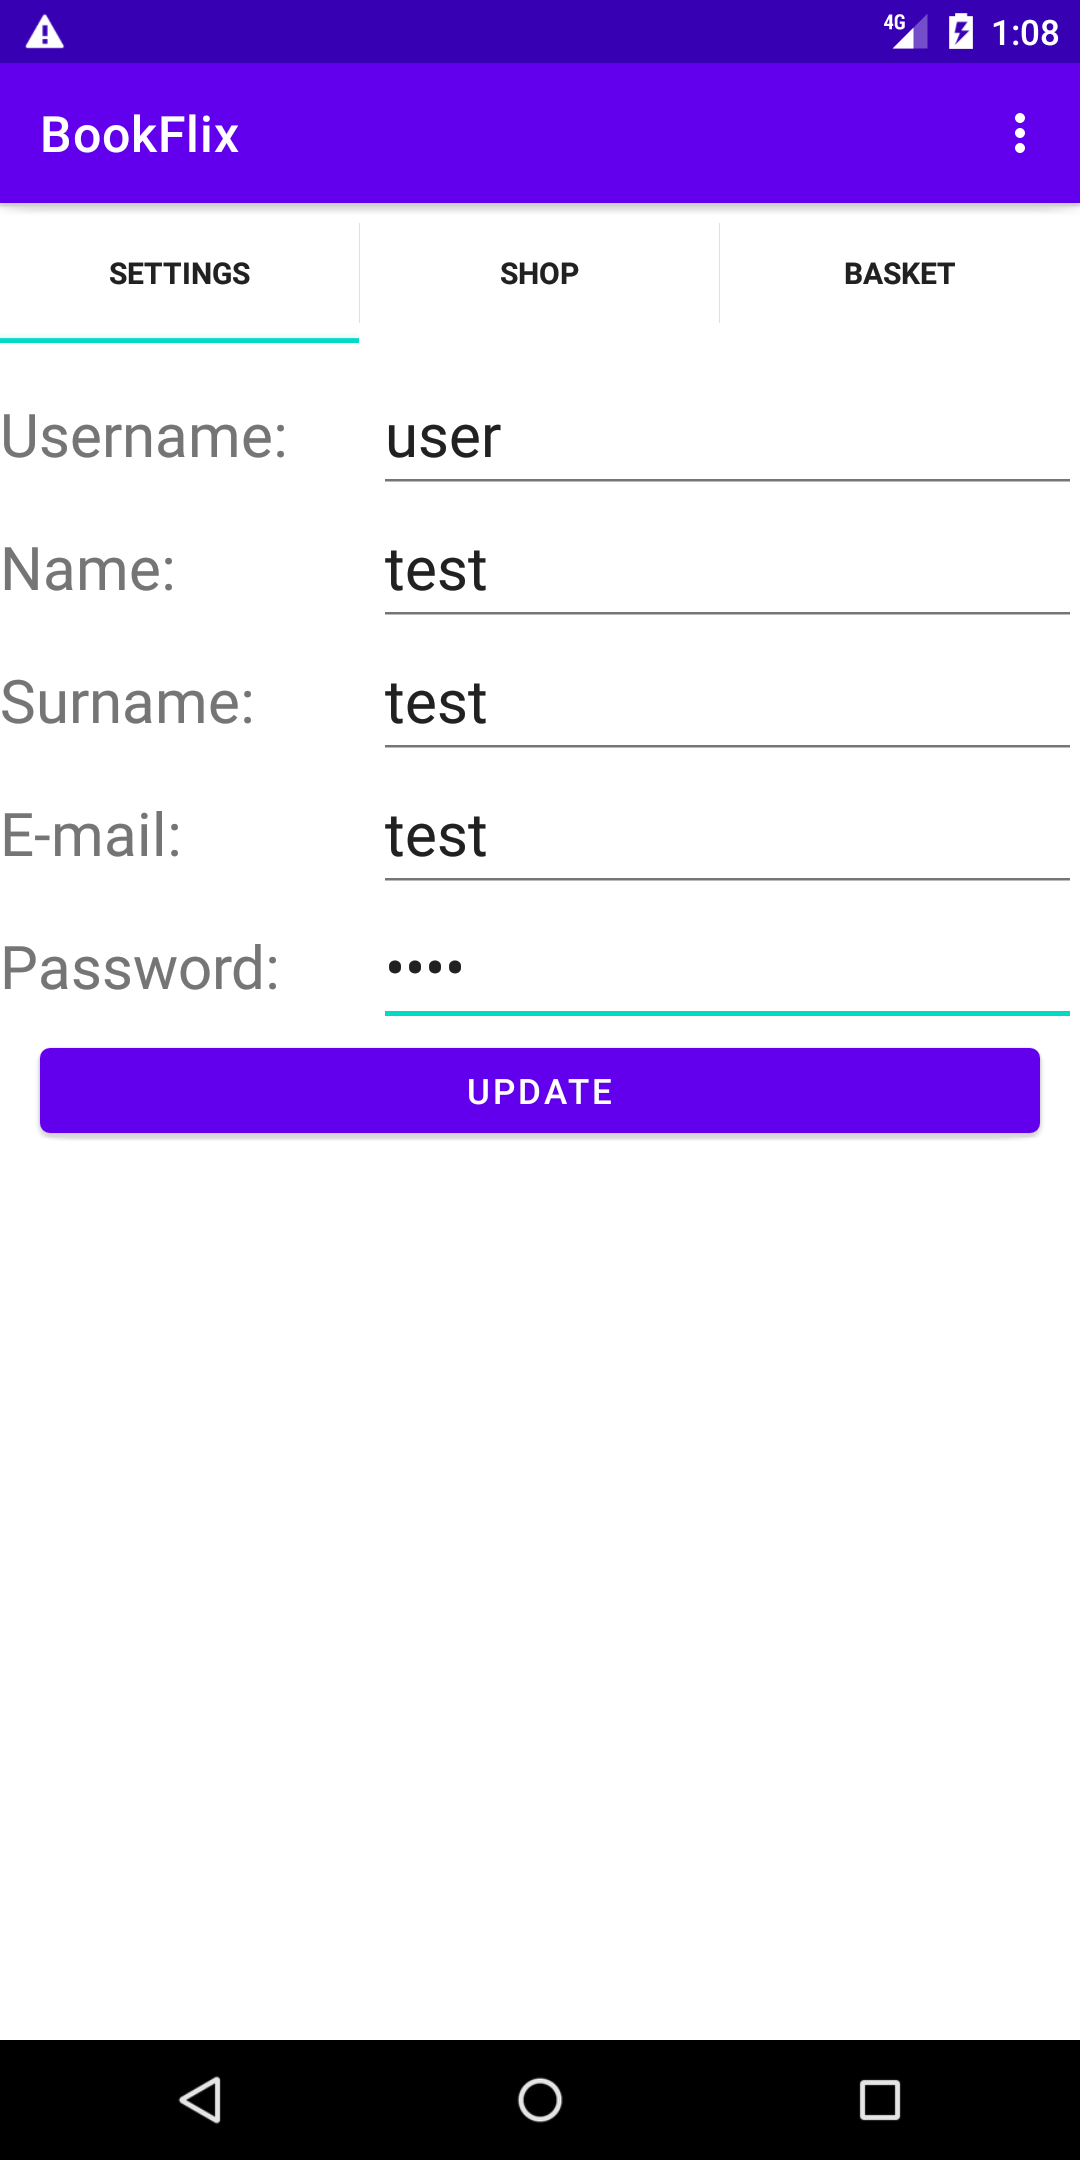 4G 1:08
BookFlix
SETTINGS SHOP BASKET
Username: user
Name: test
Surname: test
E-mail: test
Password: ••••
UPDATE